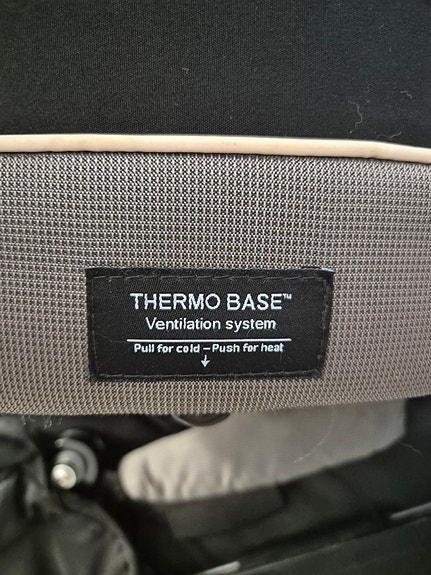 THERMO BASE™
Ventilation system
Pull for cold – Push for heat
↓